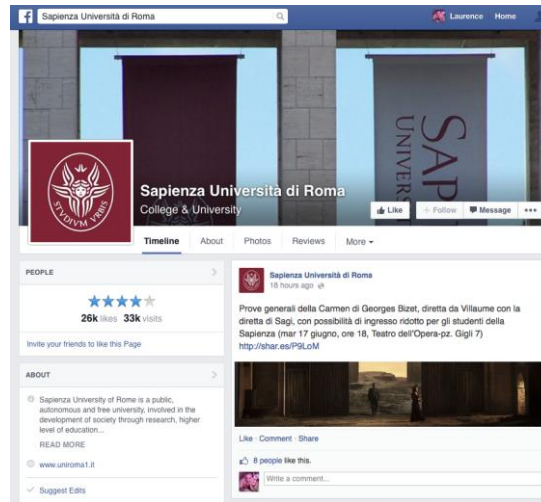 Sapienza Università di Roma
Laurence Home
UNIVERS
SAP
STVDIVM VRBIS
Sapienza Università di Roma
College & University
Like
Follow
Message
Timeline About Photos Reviews More
PEOPLE
26k likes 33k visits
Invite your friends to like this Page
ABOUT
Sapienza University of Rome is a public,
autonomous and free university, involved in the
development of society through research, higher
level of education...
READ MORE
www.uniroma1.it
Suggest Edits
Sapienza Università di Roma
18 hours ago
Prove generali della Carmen di Georges Bizet, diretta da Villaume con la
diretta di Sagi, con possibilità di ingresso ridotto per gli studenti della
Sapienza (mar 17 giugno, ore 18, Teatro dell'Opera-pz. Gigli 7)
http://shar.es/P9LoM
Like · Comment · Share
8 people like this.
Write a comment...